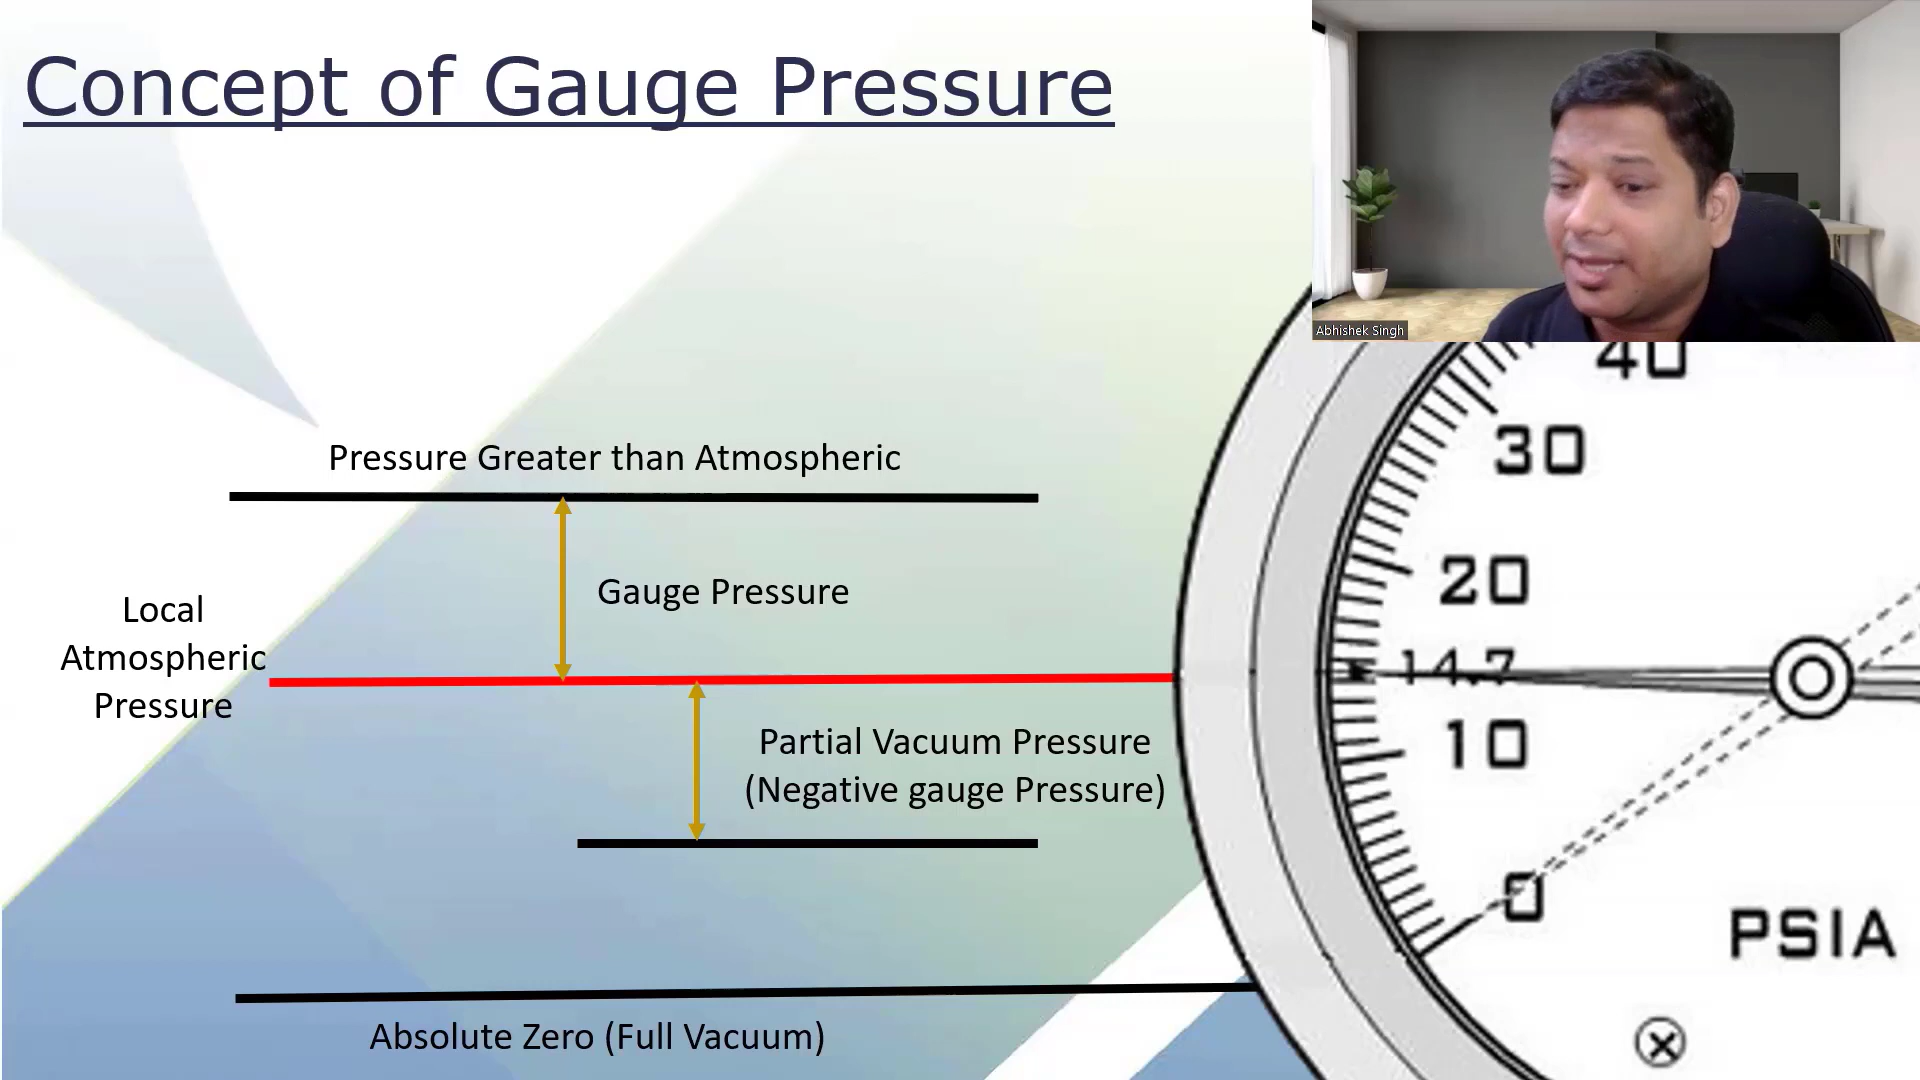 Concept of Gauge Pressure
Abhishek Singh
Pressure Greater than Atmospheric
Gauge Pressure
Local
Atmospheric
Pressure
Partial Vacuum Pressure
(Negative gauge Pressure)
Absolute Zero (Full Vacuum)
40
30
20
14.7
10
0
PSIA